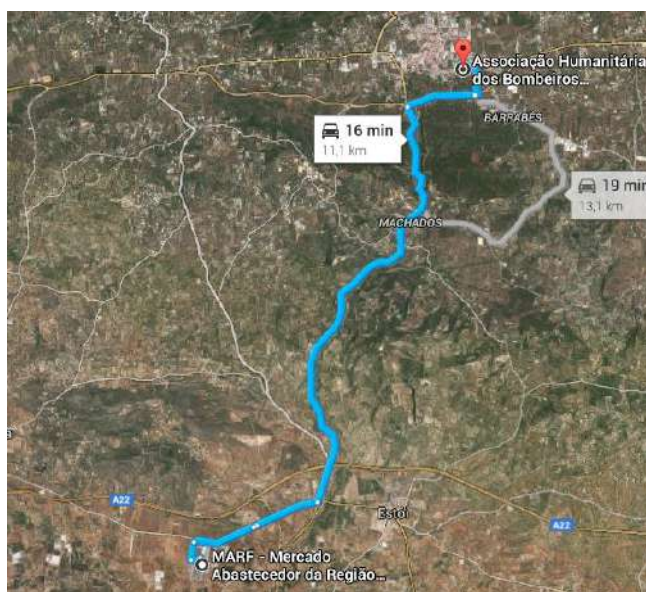 Associação Humanitária
dos Bombeiros...
BARRABÉS
16 min
11,1 km
19 min
13,1 km
MACHADOS
A22
Estoi
A22
MARF - Mercado
Abastecedor da Região...